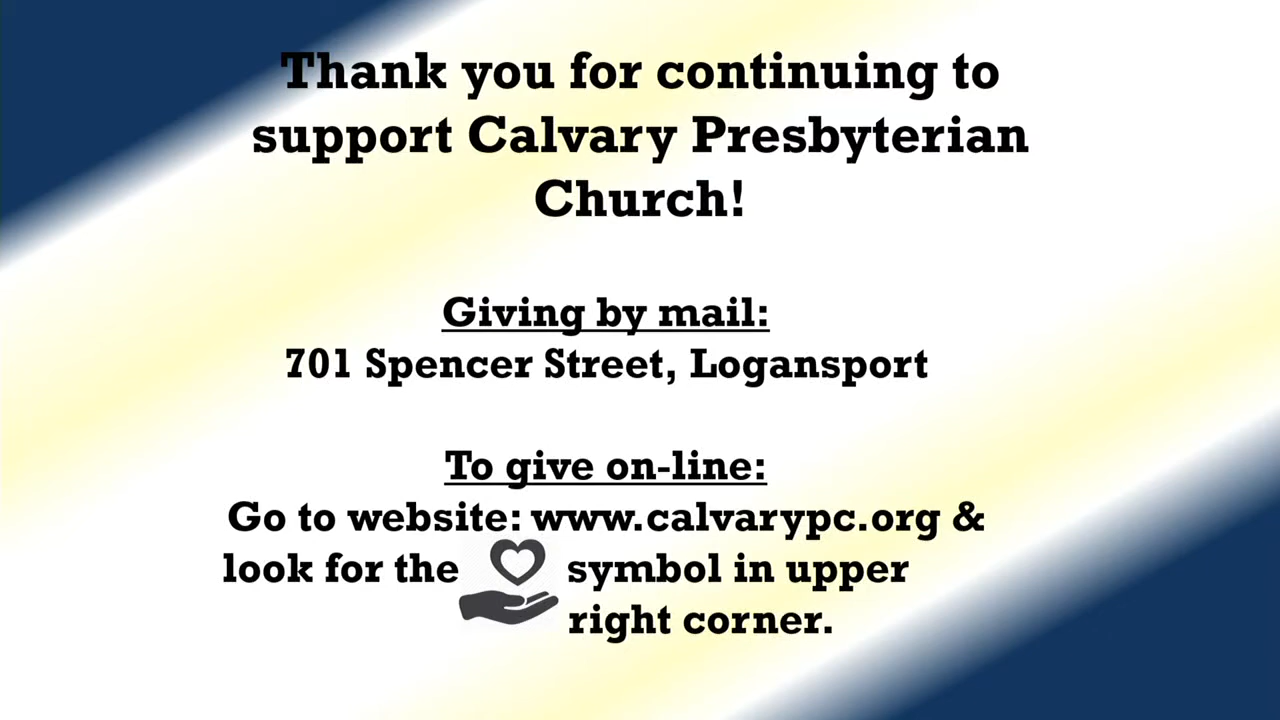 Thank you for continuing to
support Calvary Presbyterian
Church!
Giving by mail:
701 Spencer Street, Logansport
To give on-line:
Go to website: www.calvarypc.org &
look for the symbol in upper
right corner.